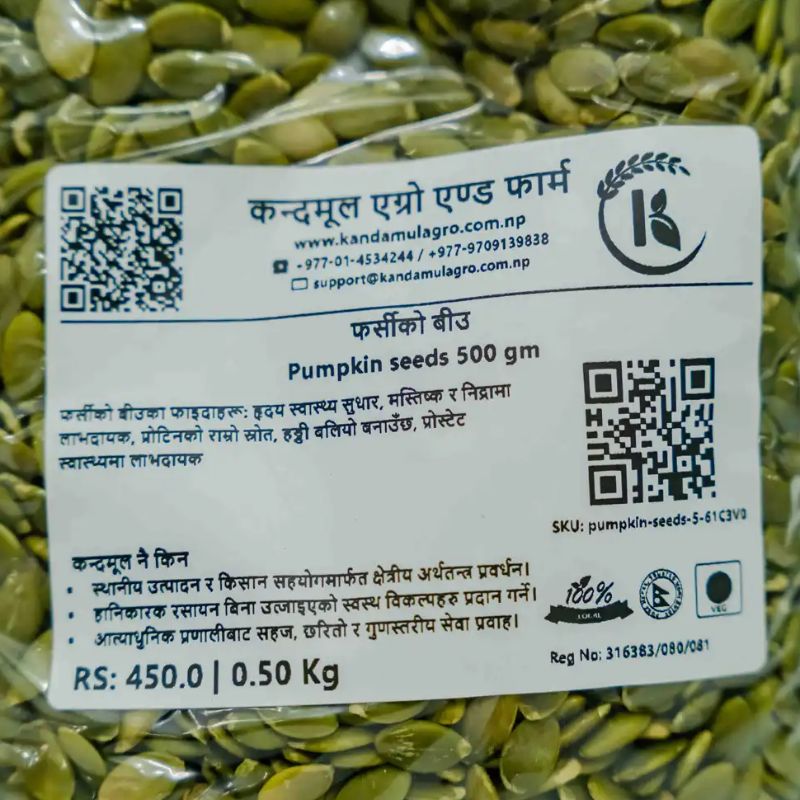 कन्दमूल एग्रो एण्ड फार्म
www.kandamulagro.com.np
+977-01-4534244 / +977-9709139838
support@kandamulagro.com.np
फर्सीको बीउ
Pumpkin seeds 500 gm
फर्सीको बीउका फाइदाहरू: हृदय स्वास्थ्य सुधार, मस्तिष्क र निद्रामा
लाभदायक, प्रोटिनको राम्रो स्रोत, हड्डी बलियो बनाउँछ, प्रोस्टेट
स्वास्थ्यमा लाभदायक
SKU: pumpkin-seeds-5-61C3V0
कन्दमूल नै किन
• स्थानीय उत्पादन र किसान सहयोगमार्फत क्षेत्रीय अर्थतन्त्र प्रवर्धन।
• हानिकारक रसायन बिना उब्जाइएको स्वस्थ विकल्पहरु प्रदान गर्ने।
• आत्याधुनिक प्रणालीबाट सहज, छरितो र गुणस्तरीय सेवा प्रवाह।
100%
LOCAL
VEG
RS: 450.0 | 0.50 Kg
Reg No: 316383/080/081